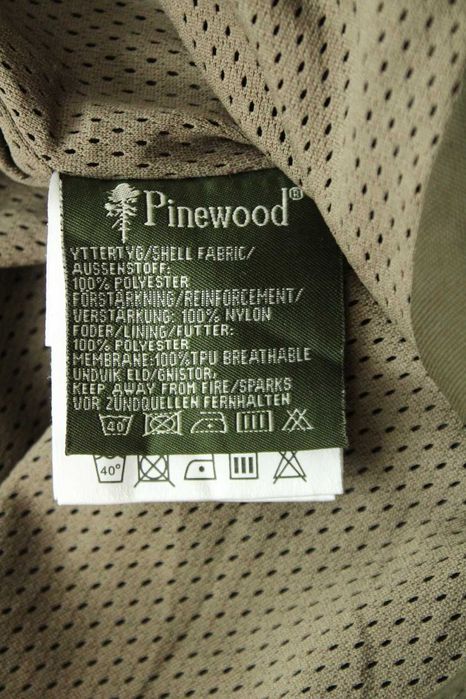 Pinewood®
YTTERTYG/SHELL FABRIC/
AUSSENSTOFF:
100% POLYESTER
FÖRSTÄRKNING/REINFORCEMENT/
VERSTÄRKUNG: 100% NYLON
FODER/LINING/FUTTER:
100% POLYESTER
MEMBRANE:100%TPU BREATHABLE
UNDVIK ELD/GNISTOR,
KEEP AWAY FROM FIRE/SPARKS
VOR ZÜNDQUELLEN FERNHALTEN
40°
40°